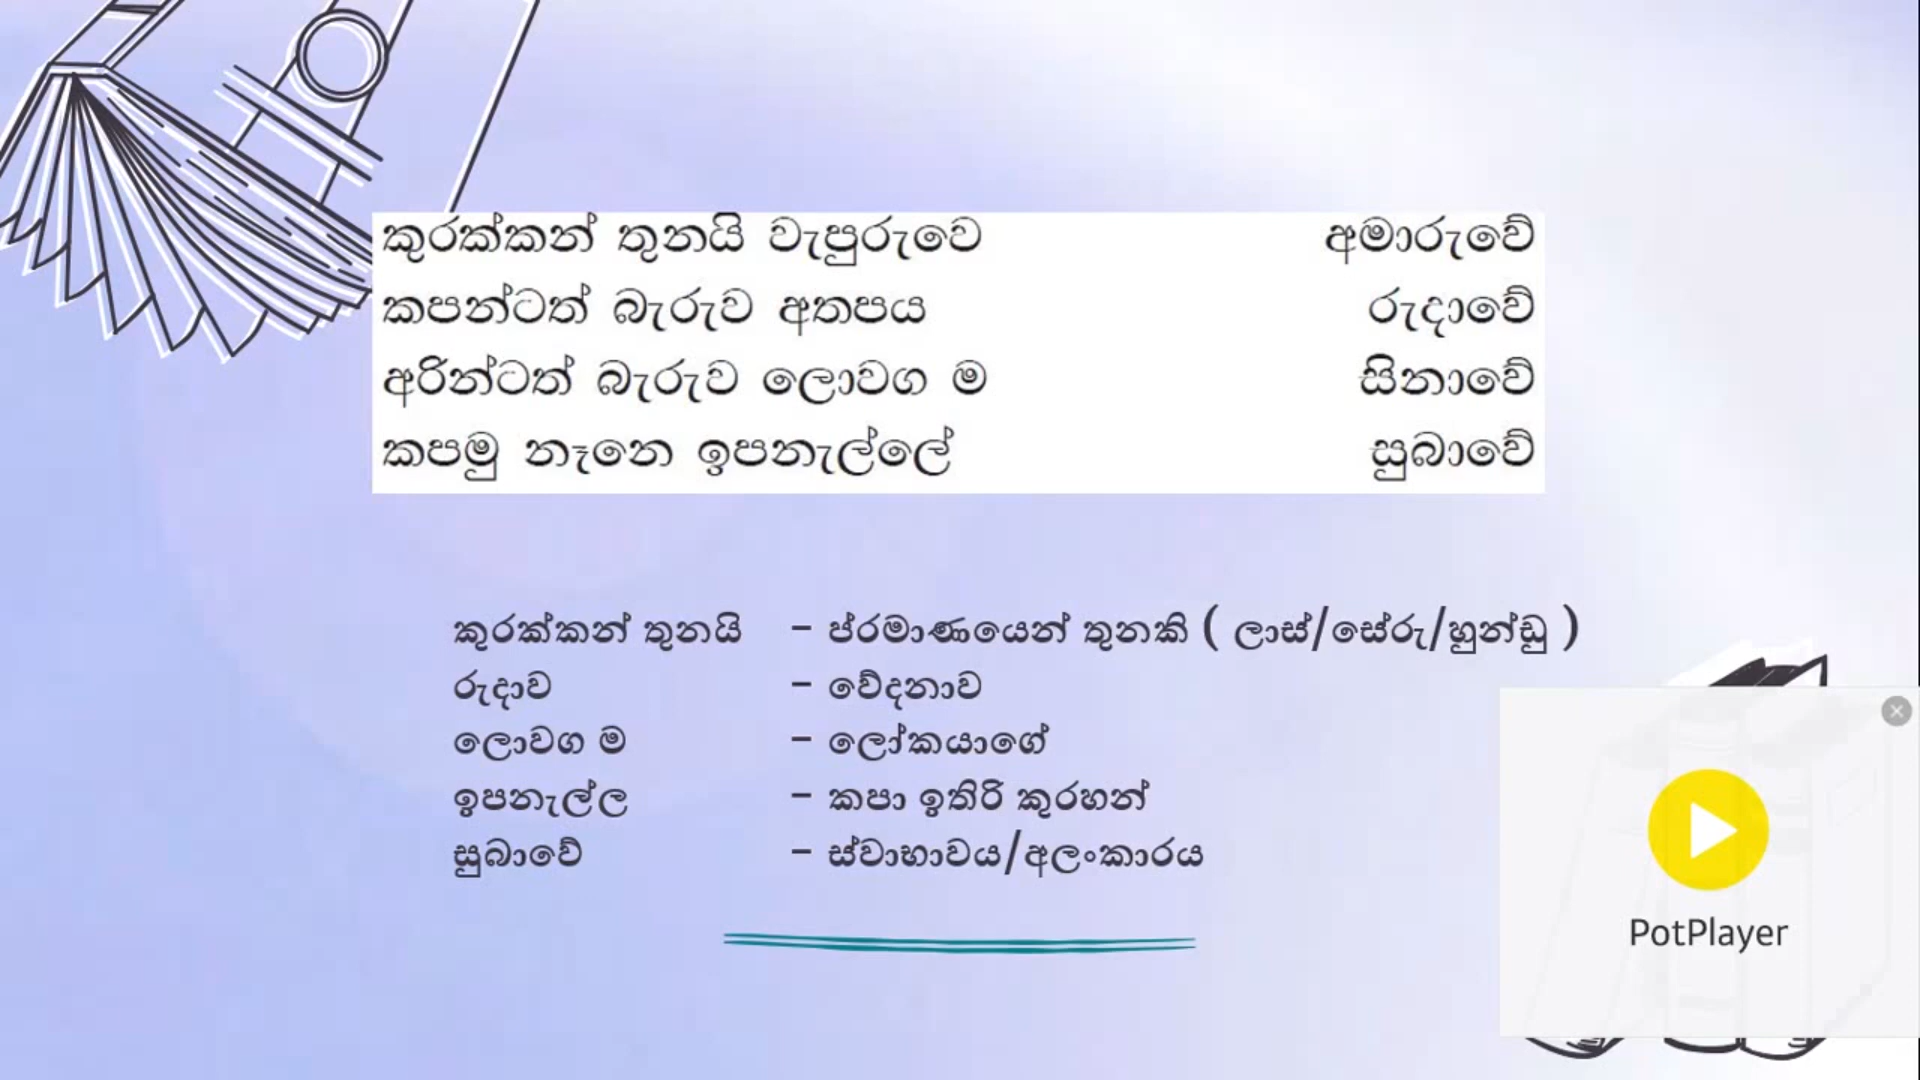 කුරක්කන් තුනයි වැපුරුවෙ අමාරුවේ
කපන්ටත් බැරුව අතපය රුදාවේ
අරින්ටත් බැරුව ලොවග ම සිනාවේ
කපමු නෑනෙ ඉපනැල්ලේ සුබාවේ
කුරක්කන් තුනයි – ප්රමාණයෙන් තුනකි ( ලාස්/සේරු/හුන්ඩු )
රුදාව – වේදනාව
ලොවග ම – ලෝකයාගේ
ඉපනැල්ල – කපා ඉතිරි කුරහන්
සුබාවේ – ස්වාභාවය/අලංකාරය
PotPlayer